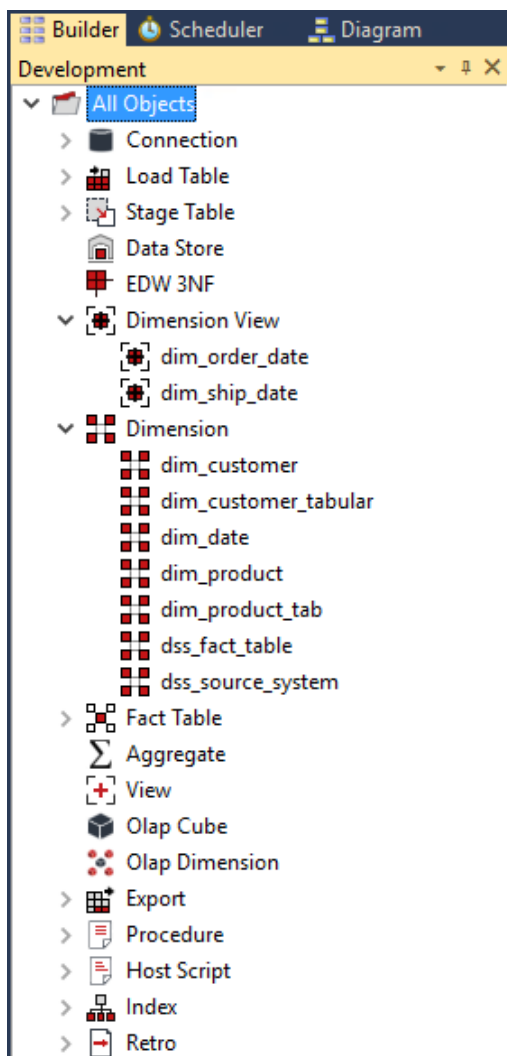 Builder Scheduler Diagram
Development
All Objects
Connection
Load Table
Stage Table
Data Store
EDW 3NF
Dimension View
dim_order_date
dim_ship_date
Dimension
dim_customer
dim_customer_tabular
dim_date
dim_product
dim_product_tab
dss_fact_table
dss_source_system
Fact Table
Aggregate
View
Olap Cube
Olap Dimension
Export
Procedure
Host Script
Index
Retro